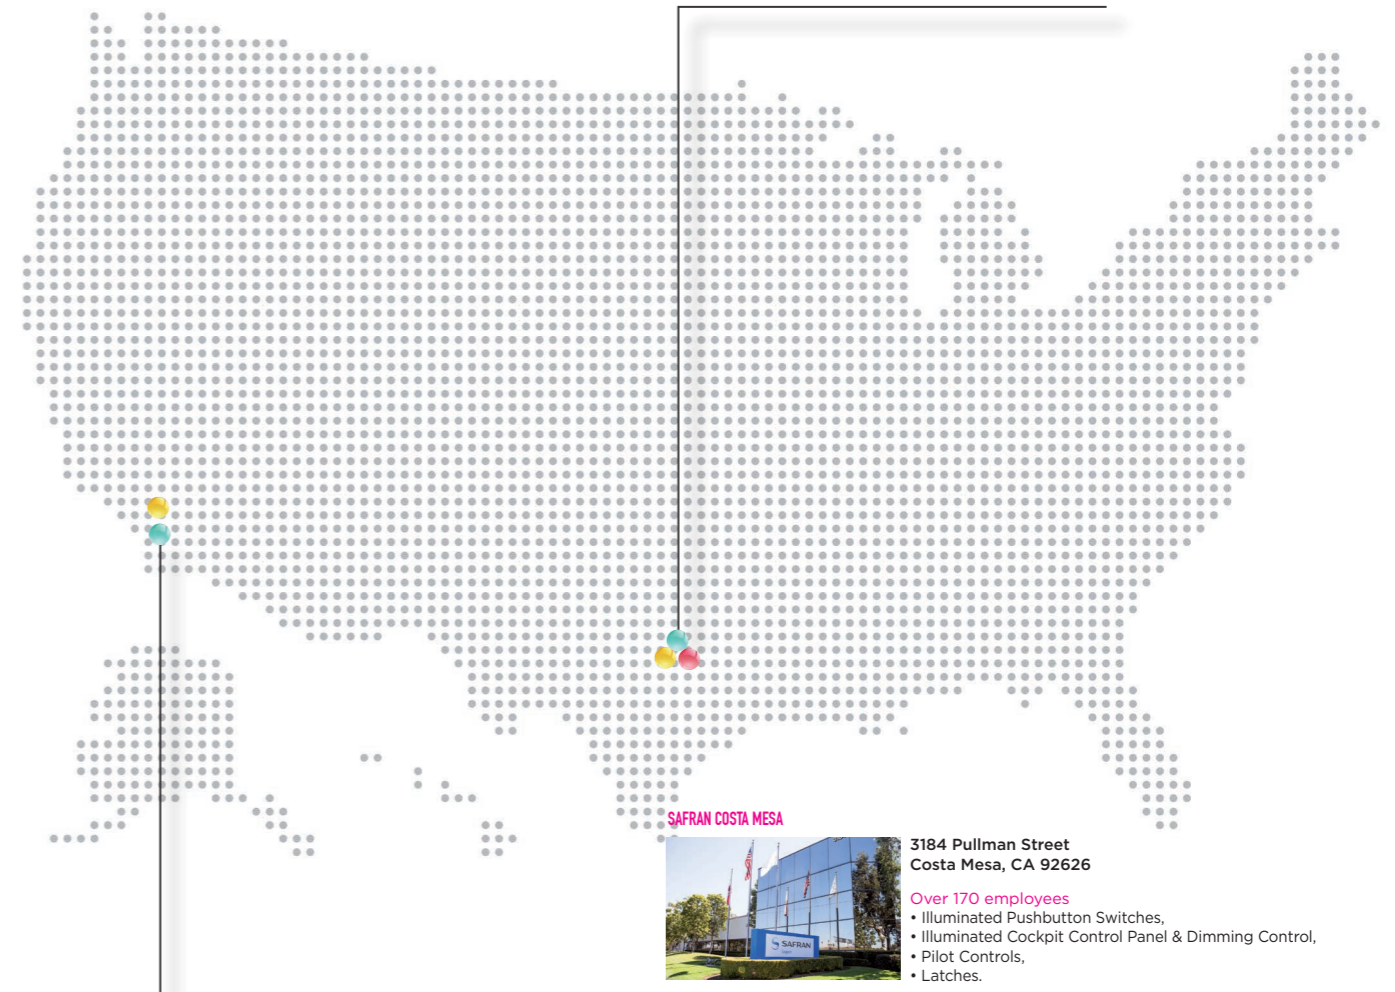 SAFRAN COSTA MESA
3184 Pullman Street
Costa Mesa, CA 92626
Over 170 employees
• Illuminated Pushbutton Switches,
• Illuminated Cockpit Control Panel & Dimming Control,
• Pilot Controls,
• Latches.
SAFRAN